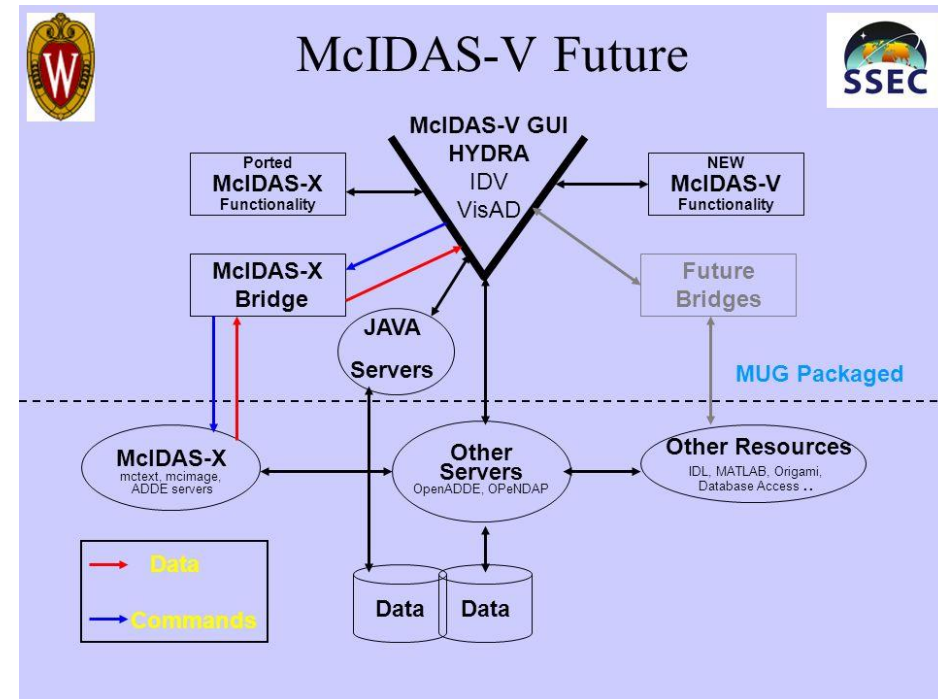 McIDAS-V Future
W
SSEC
McIDAS-V GUI
HYDRA
IDV
VisAD
Ported
McIDAS-X
Functionality
NEW
McIDAS-V
Functionality
McIDAS-X
Bridge
Future
Bridges
JAVA
Servers
MUG Packaged
McIDAS-X
mctext, mcimage,
ADDE servers
Other
Servers
OpenADDE, OPeNDAP
Other Resources
IDL, MATLAB, Origami,
Database Access ..
Data
Commands
Data
Data